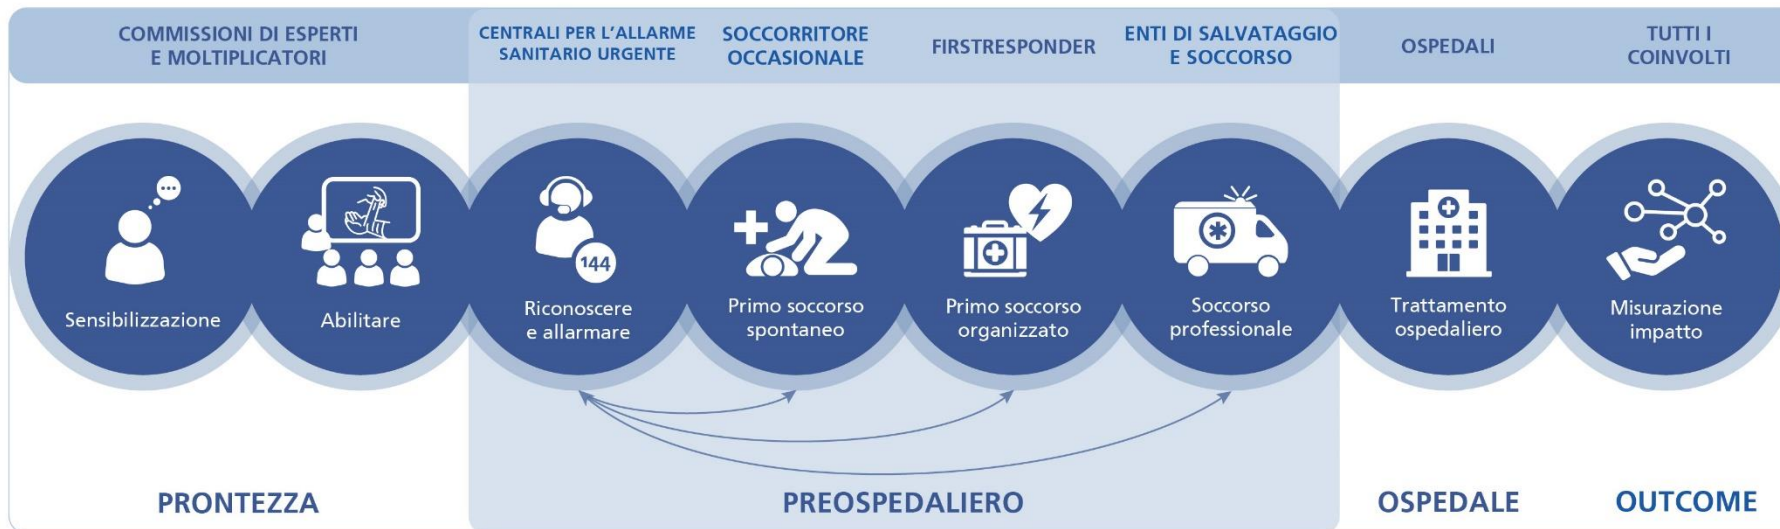 COMMISSIONI DI ESPERTI
E MOLTIPLICATORI
CENTRALI PER L'ALLARME
SANITARIO URGENTE
SOCCORRITORE
OCCASIONALE
FIRSTRESPONDER
ENTI DI SALVATAGGIO
E SOCCORSO
OSPEDALI
TUTTI I
COINVOLTI
Sensibilizzazione
Abilitare
144
Riconoscere
e allarmare
Primo soccorso
spontaneo
Primo soccorso
organizzato
Soccorso
professionale
Trattamento
ospedaliero
Misurazione
impatto
PRONTEZZA
PREOSPEDALIERO
OSPEDALE
OUTCOME